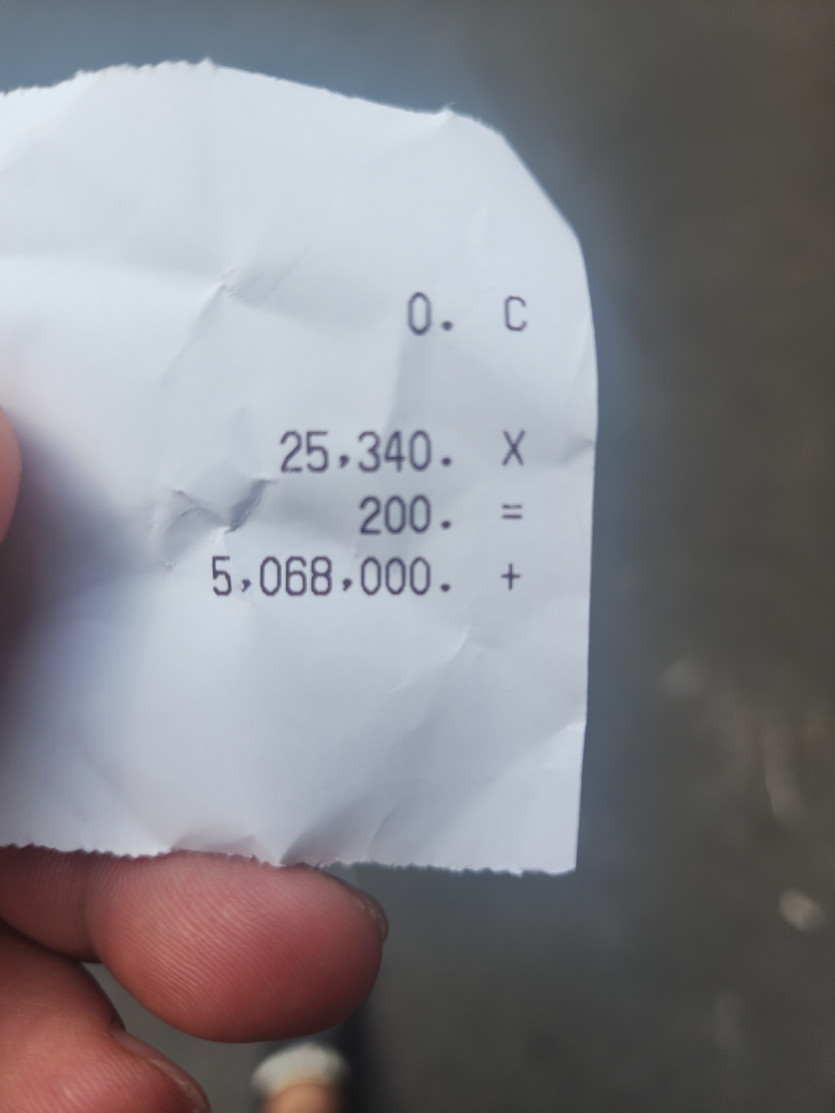 0. C
25,340. X
200. =
5,068,000. +